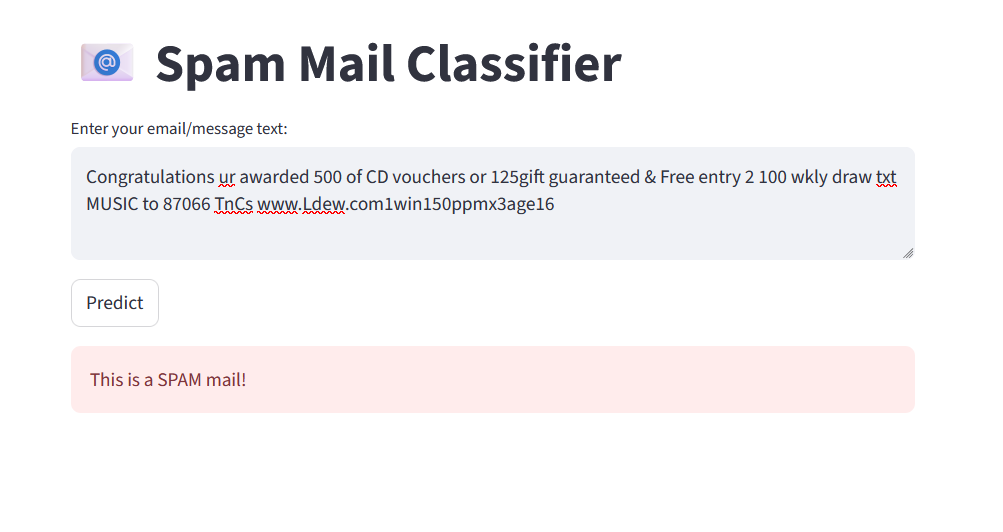 Spam Mail Classifier
Enter your email/message text:
Congratulations ur awarded 500 of CD vouchers or 125gift guaranteed & Free entry 2 100 wkly draw txt
MUSIC to 87066 TnCs www.Ldew.com1win150ppmx3age16
Predict
This is a SPAM mail!